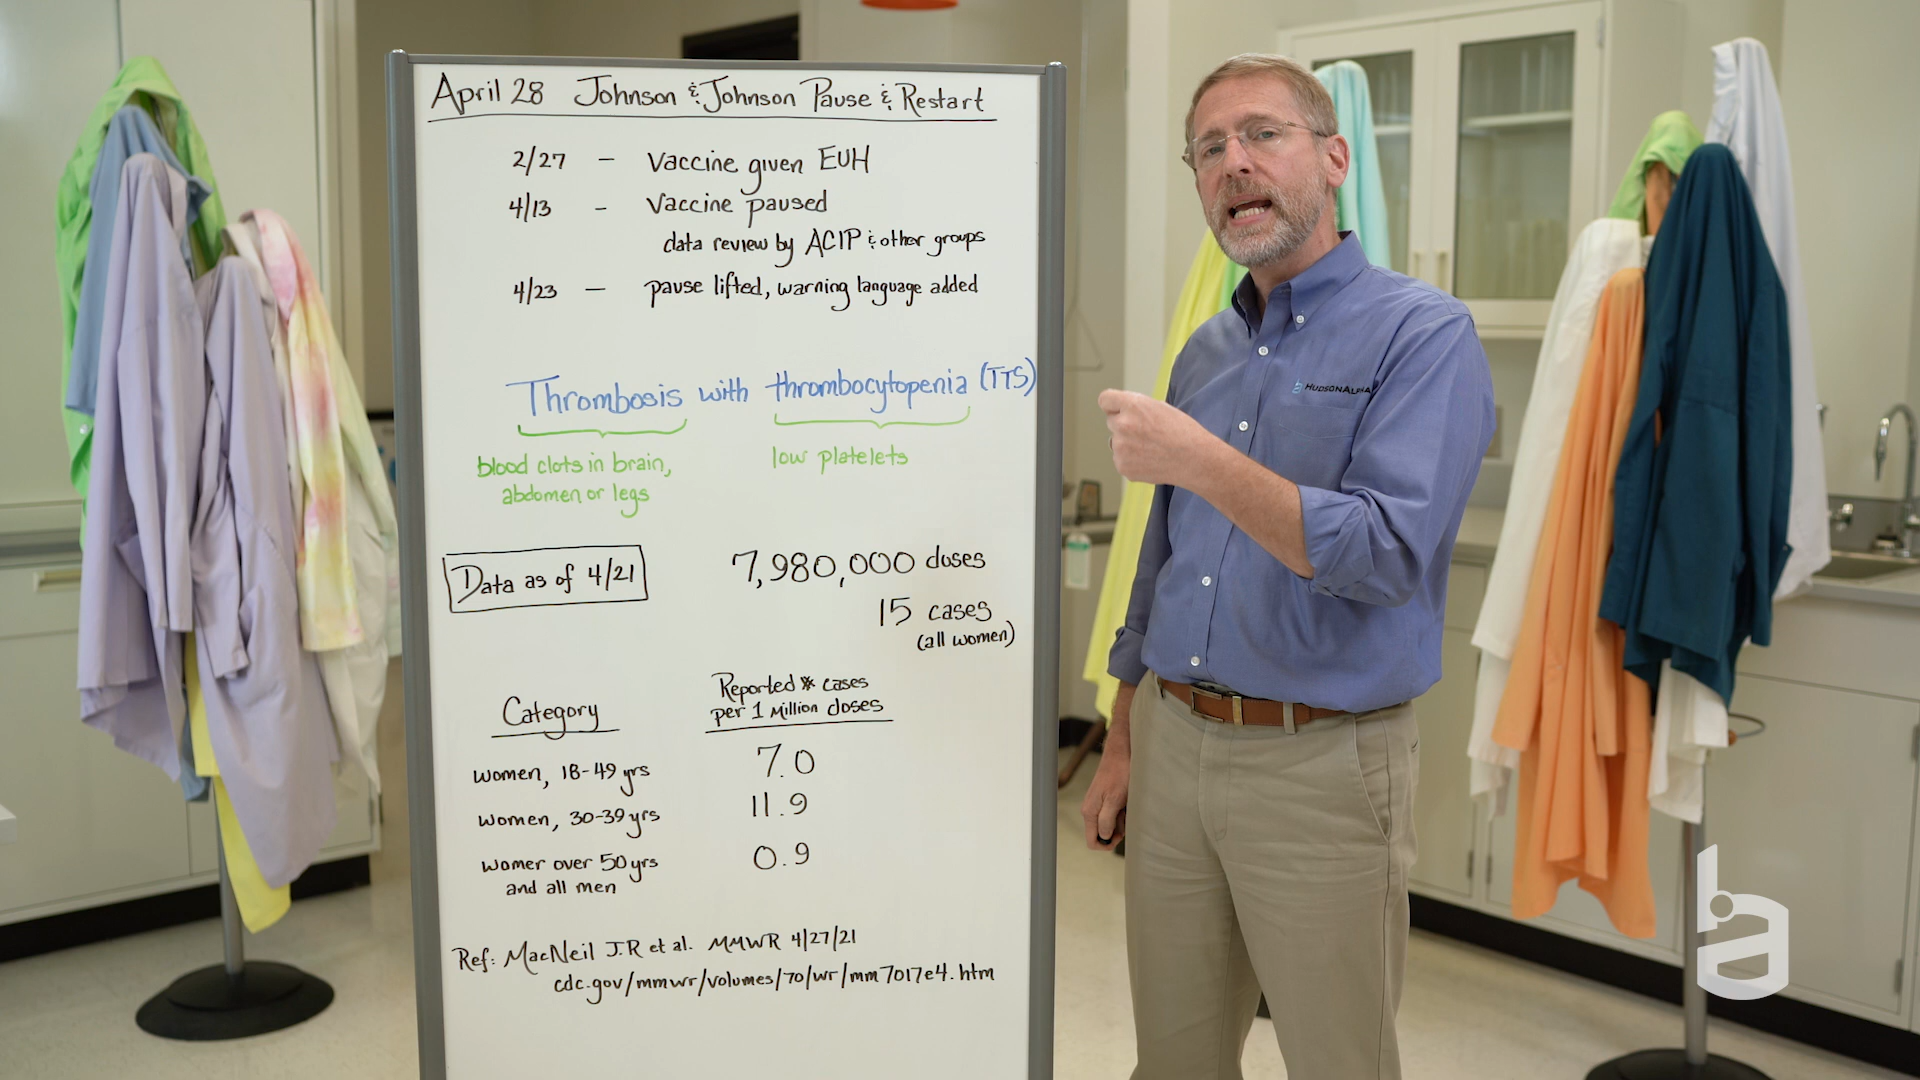 April 28 Johnson & Johnson Pause & Restart
2/27 - Vaccine given EUA
4/13 - Vaccine paused
data review by ACIP & other groups
4/23 - pause lifted, warning language added
Thrombosis with thrombocytopenia (TTS)
blood clots in brain,
abdomen or legs
low platelets
Data as of 4/21
7,980,000 doses
15 cases
(all women)
Category
Reported * cases
per 1 Million doses
women, 18-49 yrs 7.0
women, 30-39 yrs 11.9
women over 50 yrs 0.9
and all men
Ref: MacNeil J.R et al. MMWR 4/27/21
cdc.gov/mmwr/volumes/70/wr/mm7017e4.htm
HUDSONALPHA
ha